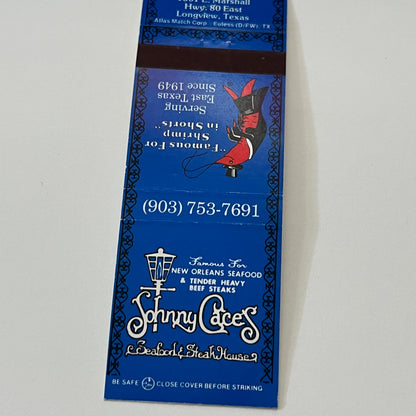 Hwy. 80 East
Longview, Texas
Atlas Match Corp., Euless (D/FW), TX
"Famous For
Shrimp
in Shorts"
Serving
East Texas
Since 1949
(903) 753-7691
Famous For
NEW ORLEANS SEAFOOD
& TENDER HEAVY
BEEF STEAKS
Johnny Cace's
Seafood & Steak House
BE SAFE CLOSE COVER BEFORE STRIKING